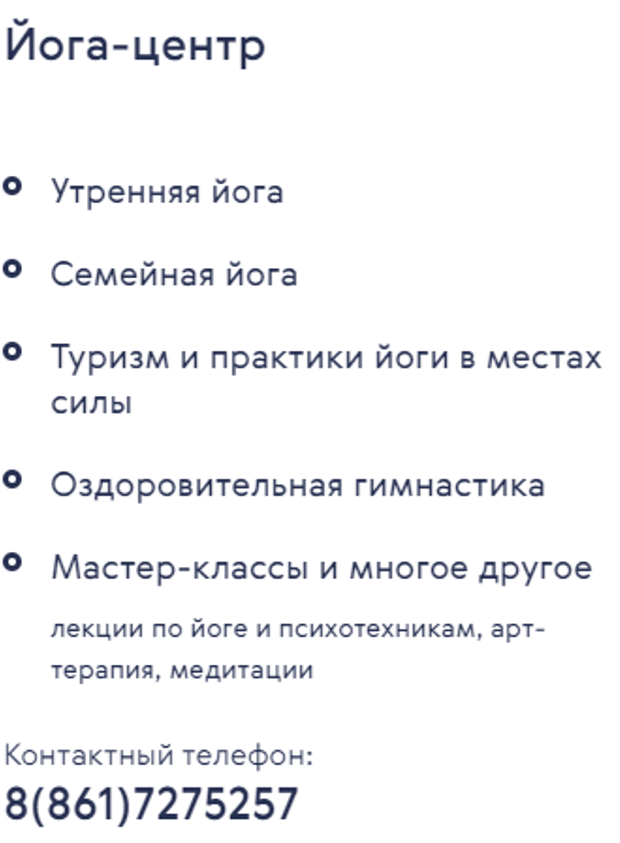 Йога-центр
Утренняя йога
Семейная йога
Туризм и практики йоги в местах
силы
Оздоровительная гимнастика
Мастер-классы и многое другое
лекции по йоге и психотехникам, арт-
терапия, медитации
Контактный телефон:
8(861)7275257